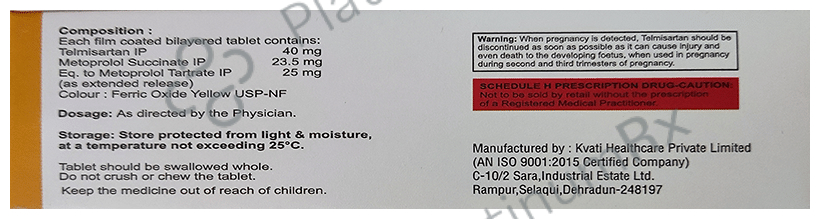 Composition :
Each film coated bilayered tablet contains:
Telmisartan IP 40 mg
Metoprolol Succinate IP 23.5 mg
Eq. to Metoprolol Tartrate IP 25 mg
(as extended release)
Colour : Ferric Oxide Yellow USP-NF
Dosage: As directed by the Physician.
Storage: Store protected from light & moisture,
at a temperature not exceeding 25°C.
Tablet should be swallowed whole.
Do not crush or chew the tablet.
Keep the medicine out of reach of children.
Warning: When pregnancy is detected, Telmisartan should be
discontinued as soon as possible as it can cause injury and
even death to the developing foetus, when used in pregnancy
during second and third trimesters of pregnancy.
SCHEDULE H PRESCRIPTION DRUG-CAUTION:
Not to be sold by retail without the prescription
of a Registered Medical Practitioner.
Manufactured by : Kvati Healthcare Private Limited
(AN ISO 9001:2015 Certified Company)
C-10/2 Sara,Industrial Estate Ltd.
Rampur,Selaqui,Dehradun-248197